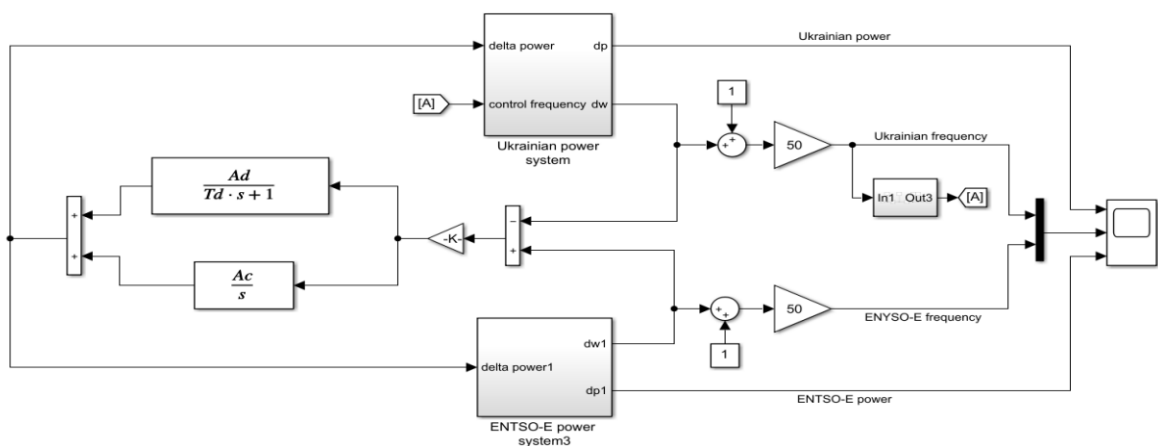 Ukrainian power
delta power
dp
[A]
control frequency
dw
1
Ukrainian power
system
++
50
Ukrainian frequency
In1
Out3
[A]
Ad
Td · s + 1
+
+
-K-
−
+
Ac
s
++
50
ENYSO-E frequency
1
dw1
delta power1
dp1
ENTSO-E power
ENTSO-E power
system3